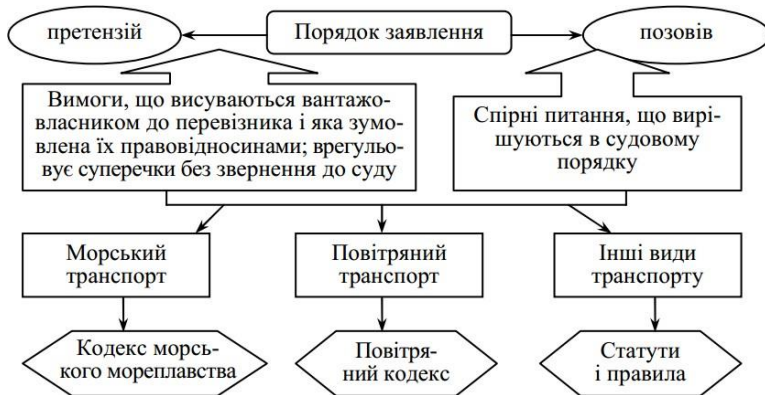 претензій
Порядок заявлення
позовів
Вимоги, що висуваються вантажо-
власником до перевізника і яка зумо-
влена їх правовідносинами; врегульо-
вує суперечки без звернення до суду
Спірні питання, що вирі-
шуються в судовому
порядку
Морський
транспорт
Повітряний
транспорт
Інші види
транспорту
Кодекс морсь-
кого мореплавства
Повітря-
ний кодекс
Статути
і правила